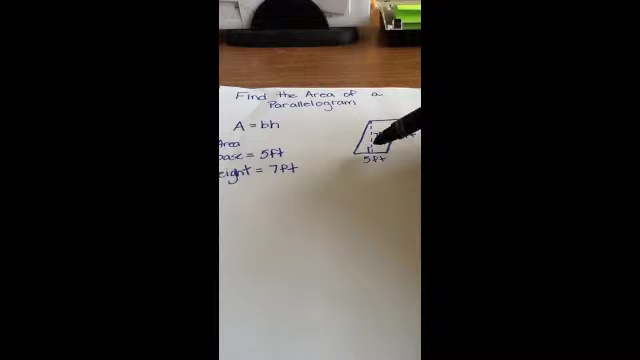 Find the Area of a
Parallelogram
A = bh
Area
base = 5ft
eight = 7ft
5ft